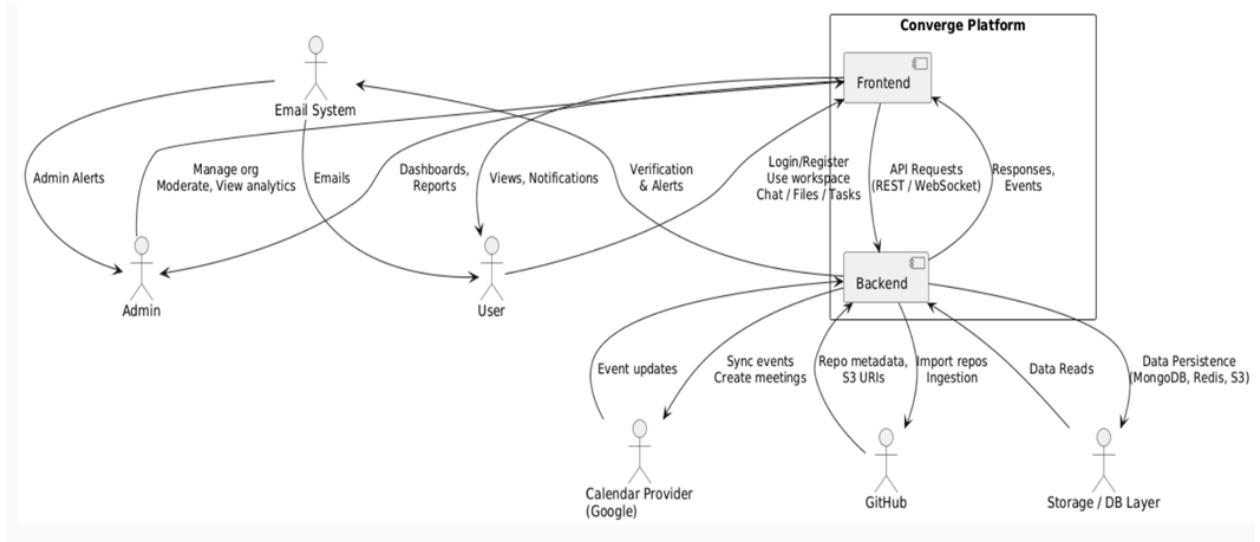 Converge Platform
Frontend
Email System
Admin Alerts
Manage org
Moderate, View analytics
Emails
Dashboards,
Reports
Views, Notifications
Verification
& Alerts
Login/Register
Use workspace
Chat / Files / Tasks
API Requests
(REST / WebSocket)
Responses,
Events
Admin
User
Backend
Event updates
Sync events
Create meetings
Repo metadata,
S3 URIs
Import repos
Ingestion
Data Reads
Data Persistence
(MongoDB, Redis, S3)
Calendar Provider
(Google)
GitHub
Storage / DB Layer